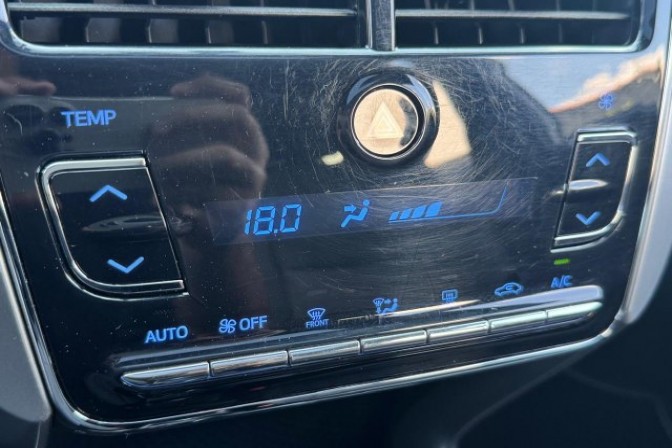 TEMP
18.0
AUTO
OFF
FRONT
A/C